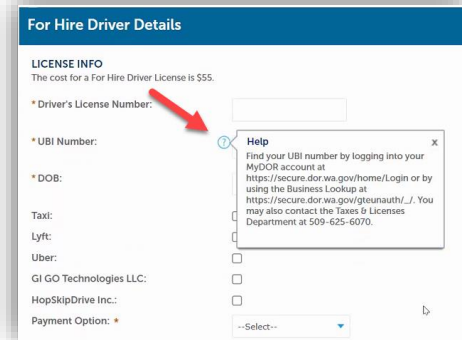 For Hire Driver Details
LICENSE INFO
The cost for a For Hire Driver License is $55.
* Driver's License Number:
* UBI Number:
?
Help x
Find your UBI number by logging into your
MyDOR account at
https://secure.dor.wa.gov/home/Login or by
using the Business Lookup at
https://secure.dor.wa.gov/gteunauth/_/. You
may also contact the Taxes & Licenses
Department at 509-625-6070.
* DOB:
Taxi:
Lyft:
Uber:
GI GO Technologies LLC:
HopSkipDrive Inc.:
Payment Option: *
--Select--